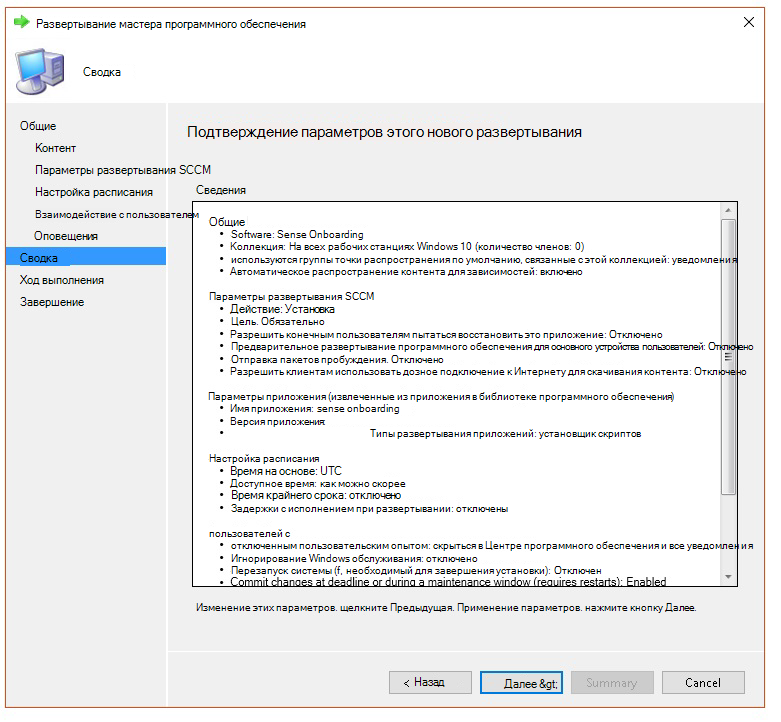 Развертывание мастера программного обеспечения
Сводка
Общие
Контент
Параметры развертывания SCCM
Настройка расписания
Взаимодействие с пользователем
Оповещения
Сводка
Ход выполнения
Завершение
Подтверждение параметров этого нового развертывания
Сведения
Общие
• Software: Sense Onboarding
• Коллекция: На всех рабочих станциях Windows 10 (количество членов: 0)
• используются группы точки распространения по умолчанию, связанные с этой коллекцией: уведомления
• Автоматическое распространение контента для зависимостей: включено
Параметры развертывания SCCM
• Действие: Установка
• Цель. Обязательно
• Разрешить конечным пользователям пытаться восстановить это приложение: Отключено
• Предварительное развертывание программного обеспечения для основного устройства пользователей: Отключено
• Отправка пакетов пробуждения. Отключено
• Разрешить клиентам использовать дозное подключение к Интернету для скачивания контента: Отключено
Параметры приложения (извлеченные из приложения в библиотеке программного обеспечения)
• Имя приложения: sense onboarding
• Версия приложения:
• Типы развертывания приложений: установщик скриптов
Настройка расписания
• Время на основе: UTC
• Доступное время: как можно скорее
• Время крайнего срока: отключено
• Задержки с исполнением при развертывании: отключены
пользователей с
• отключенным пользовательским опытом: скрыться в Центре программного обеспечения и все уведомления
• Игнорирование Windows обслуживания: отключено
• Перезапуск системы (f, необходимый для завершения установки): Отключен
• Commit changes at deadline or during a maintenance window (requires restarts): Enabled
Изменение этих параметров. щелкните Предыдущая. Применение параметров. нажмите кнопку Далее.
< Назад
Далее &gt;
Summary
Cancel